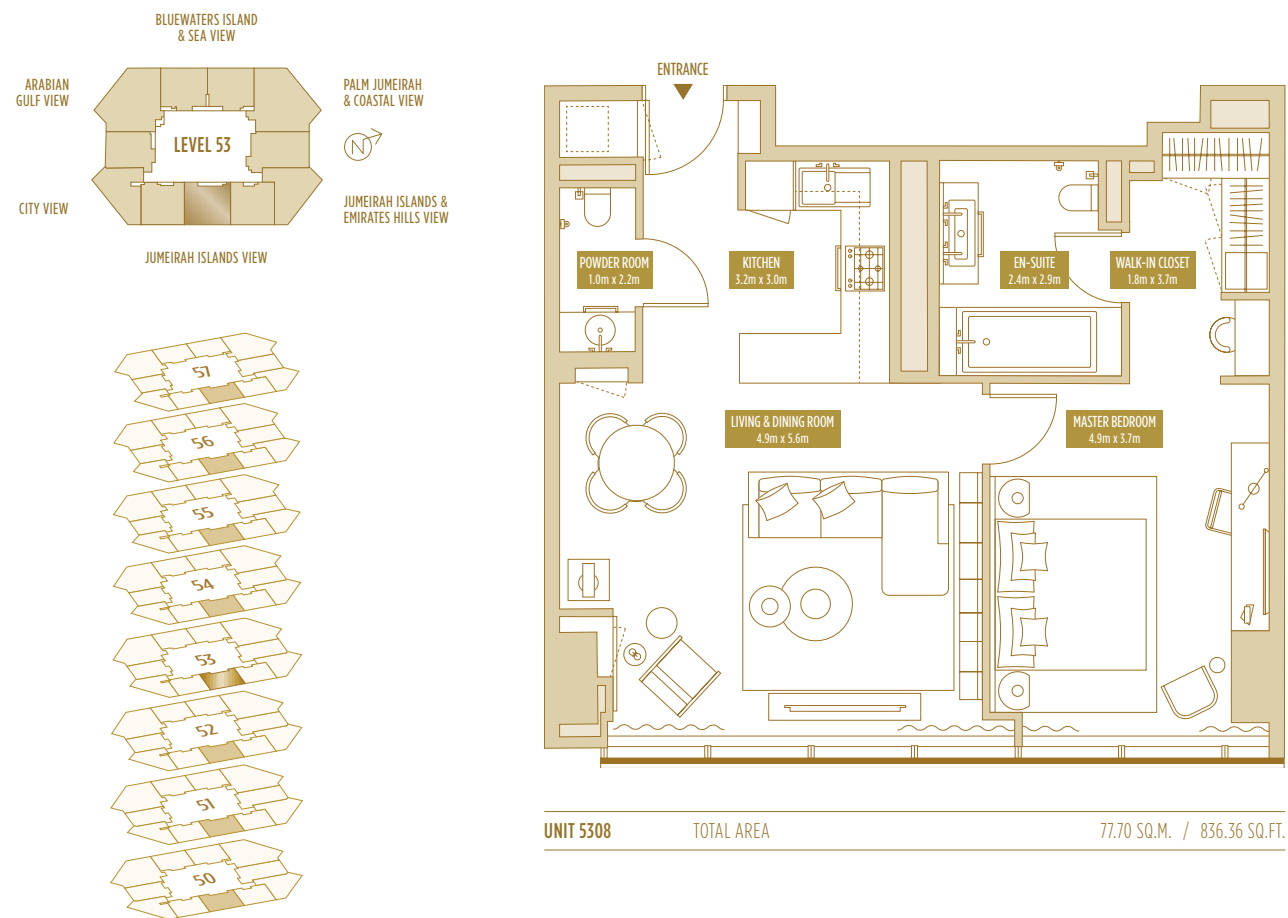 BLUEWATERS ISLAND
& SEA VIEW
ARABIAN
GULF VIEW
PALM JUMEIRAH
& COASTAL VIEW
LEVEL 53
N
CITY VIEW
JUMEIRAH ISLANDS &
EMIRATES HILLS VIEW
JUMEIRAH ISLANDS VIEW
57
56
55
54
53
52
51
50
ENTRANCE
POWDER ROOM
1.0m x 2.2m
KITCHEN
3.2m x 3.0m
EN-SUITE
2.4m x 2.9m
WALK-IN CLOSET
1.8m x 3.7m
LIVING & DINING ROOM
4.9m x 5.6m
MASTER BEDROOM
4.9m x 3.7m
UNIT 5308 TOTAL AREA 77.70 SQ.M. / 836.36 SQ.FT.